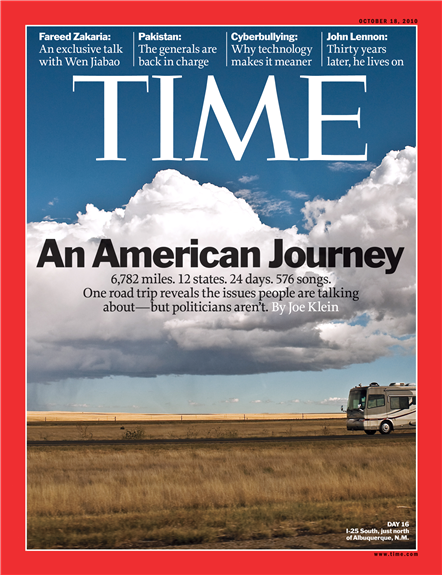 OCTOBER 18, 2010
Fareed Zakaria:
An exclusive talk
with Wen Jiabao
Pakistan:
The generals are
back in charge
Cyberbullying:
Why technology
makes it meaner
John Lennon:
Thirty years
later, he lives on
TIME
An American Journey
6,782 miles. 12 states. 24 days. 576 songs.
One road trip reveals the issues people are talking
about—but politicians aren't. By Joe Klein
DAY 16
I-25 South, just north
of Albuquerque, N.M.
www.time.com